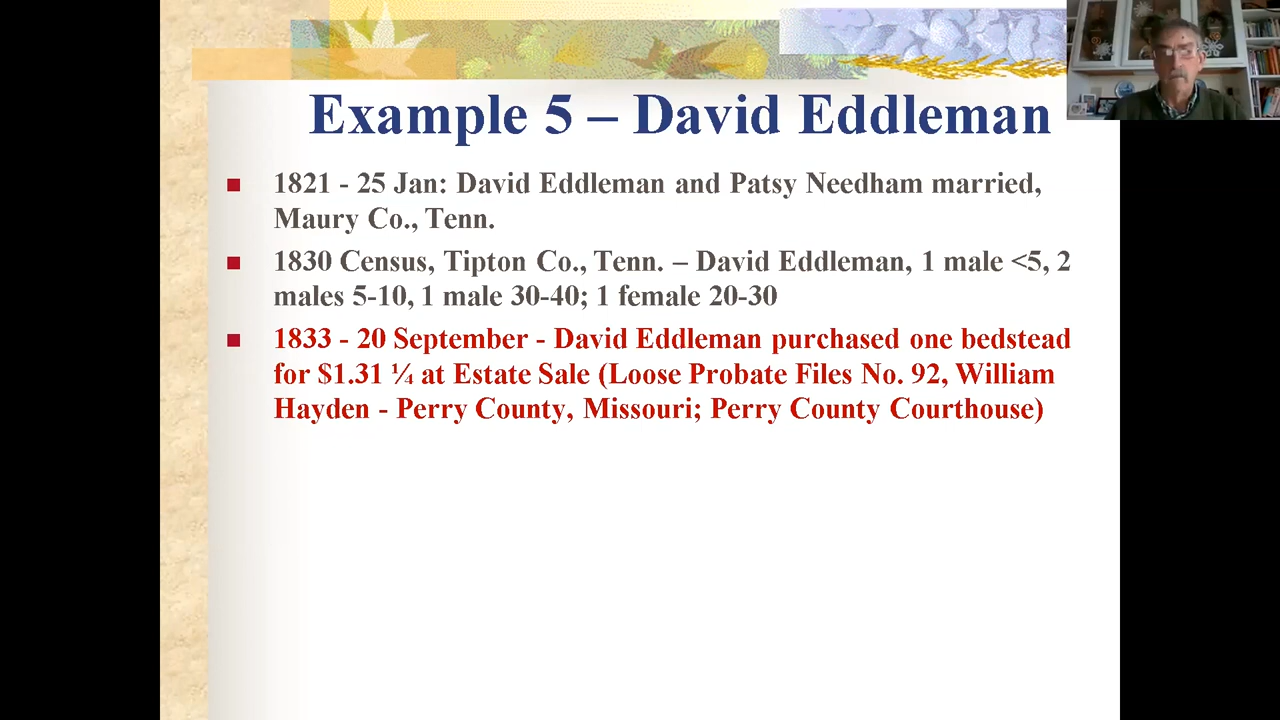 Example 5 – David Eddleman
1821 - 25 Jan: David Eddleman and Patsy Needham married,
Maury Co., Tenn.
1830 Census, Tipton Co., Tenn. – David Eddleman, 1 male <5, 2
males 5-10, 1 male 30-40; 1 female 20-30
1833 - 20 September - David Eddleman purchased one bedstead
for $1.31 ¼ at Estate Sale (Loose Probate Files No. 92, William
Hayden - Perry County, Missouri; Perry County Courthouse)